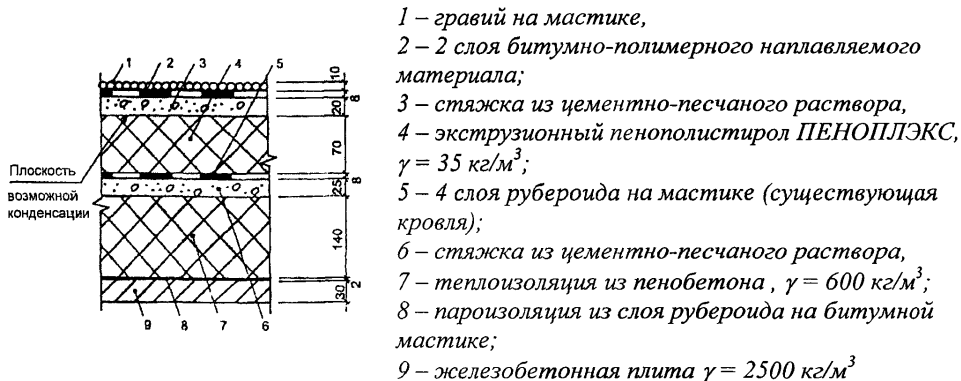 1 2 3 4 5
10
8
20
70
8
25
140
2
30
Плоскость
возможной
конденсации
9 8 7 6
1 – гравий на мастике,
2 – 2 слоя битумно-полимерного наплавляемого
материала;
3 – стяжка из цементно-песчаного раствора,
4 – экструзионный пенополистирол ПЕНОПЛЭКС,
γ = 35 кг/м³;
5 – 4 слоя рубероида на мастике (существующая
кровля);
6 – стяжка из цементно-песчаного раствора,
7 – теплоизоляция из пенобетона , γ = 600 кг/м³;
8 – пароизоляция из слоя рубероида на битумной
мастике;
9 – железобетонная плита γ = 2500 кг/м³